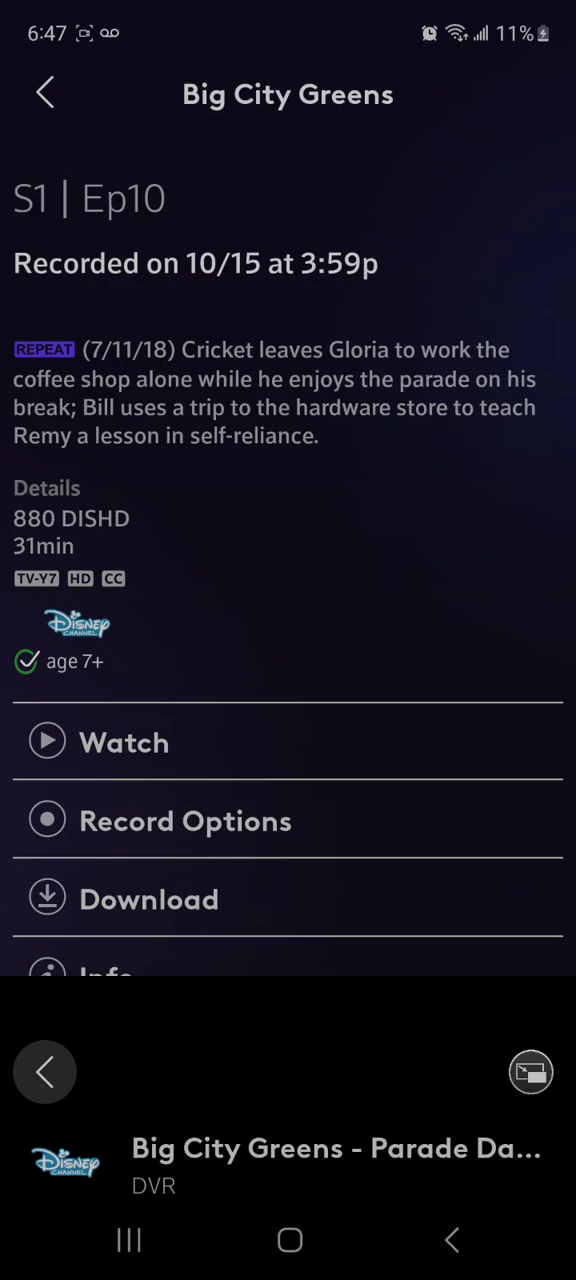 6:47 11%
Big City Greens
S1 | Ep10
Recorded on 10/15 at 3:59p
REPEAT (7/11/18) Cricket leaves Gloria to work the
coffee shop alone while he enjoys the parade on his
break; Bill uses a trip to the hardware store to teach
Remy a lesson in self-reliance.
Details
880 DISHD
31min
TV-Y7 HD CC
Disney
CHANNEL
age 7+
Watch
Record Options
Download
Info
Disney
CHANNEL
Big City Greens - Parade Da...
DVR